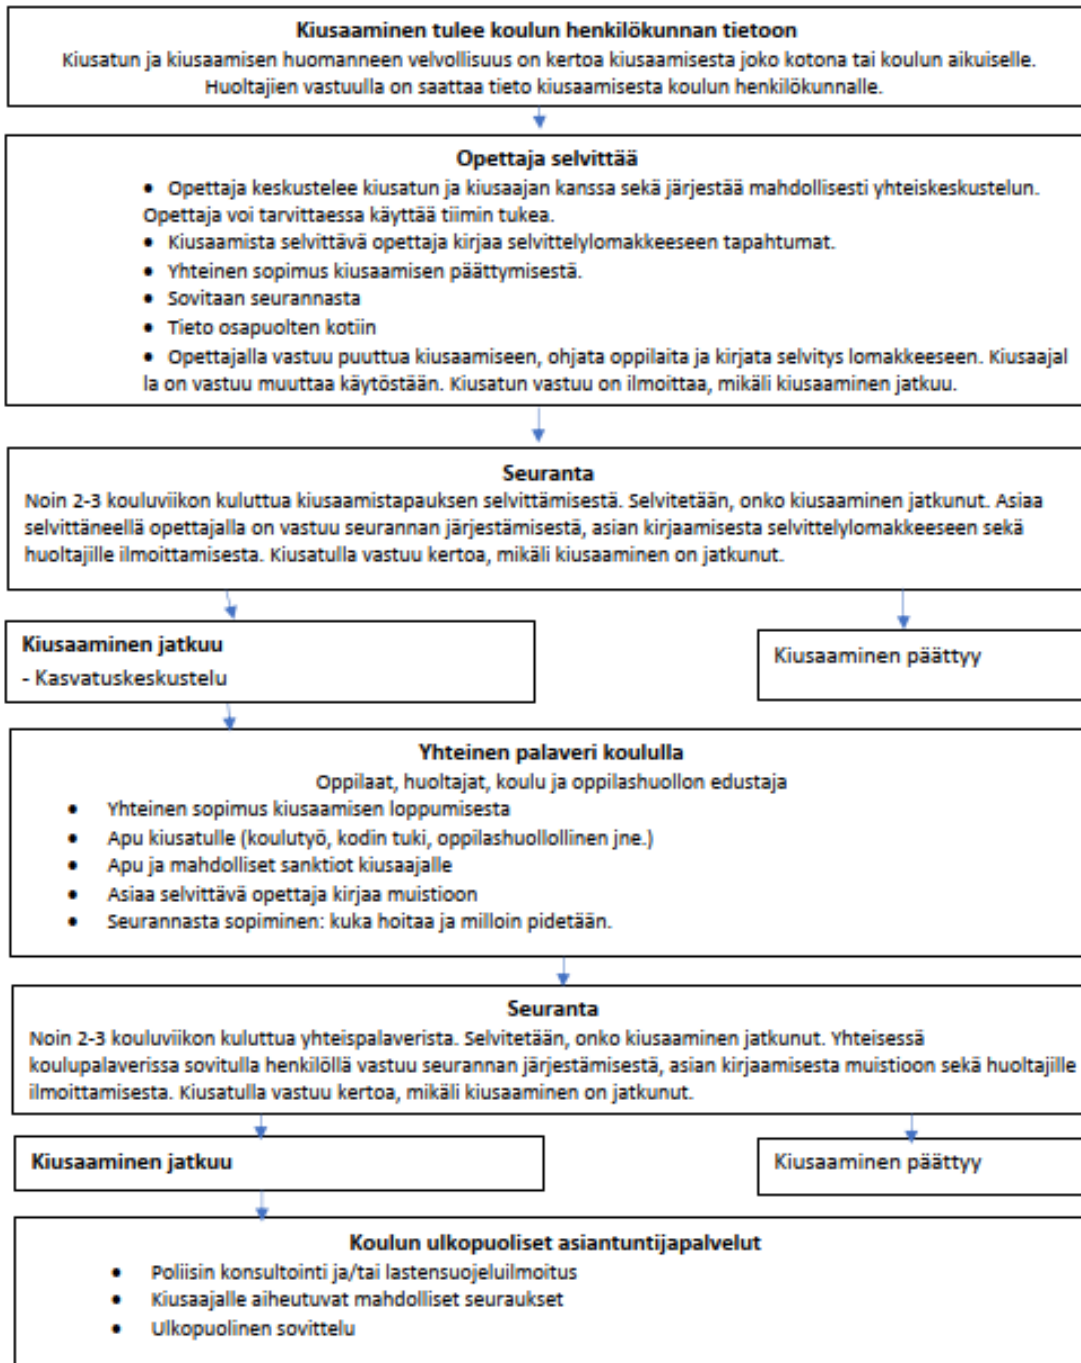 Kiusaaminen tulee koulun henkilökunnan tietoon
Kiusatun ja kiusaamisen huomanneen velvollisuus on kertoa kiusaamisesta joko kotona tai koulun aikuiselle.
Huoltajien vastuulla on saattaa tieto kiusaamisesta koulun henkilökunnalle.
Opettaja selvittää
• Opettaja keskustelee kiusatun ja kiusaajan kanssa sekä järjestää mahdollisesti yhteiskeskustelun.
Opettaja voi tarvittaessa käyttää tiimin tukea.
• Kiusaamista selvittävä opettaja kirjaa selvittelylomakkeeseen tapahtumat.
• Yhteinen sopimus kiusaamisen päättymisestä.
• Sovitaan seurannasta
• Tieto osapuolten kotiin
• Opettajalla vastuu puuttua kiusaamiseen, ohjata oppilaita ja kirjata selvitys lomakkeeseen. Kiusaajal
la on vastuu muuttaa käytöstään. Kiusatun vastuu on ilmoittaa, mikäli kiusaaminen jatkuu.
Seuranta
Noin 2-3 kouluviikon kuluttua kiusaamistapauksen selvittämisestä. Selvitetään, onko kiusaaminen jatkunut. Asiaa
selvittäneellä opettajalla on vastuu seurannan järjestämisestä, asian kirjaamisesta selvittelylomakkeeseen sekä
huoltajille ilmoittamisesta. Kiusatulla vastuu kertoa, mikäli kiusaaminen on jatkunut.
Kiusaaminen jatkuu
- Kasvatuskeskustelu
Kiusaaminen päättyy
Yhteinen palaveri koululla
Oppilaat, huoltajat, koulu ja oppilashuollon edustaja
• Yhteinen sopimus kiusaamisen loppumisesta
• Apu kiusatulle (koulutyö, kodin tuki, oppilashuollollinen jne.)
• Apu ja mahdolliset sanktiot kiusaajalle
• Asiaa selvittävä opettaja kirjaa muistioon
• Seurannasta sopiminen: kuka hoitaa ja milloin pidetään.
Seuranta
Noin 2-3 kouluviikon kuluttua yhteispalaverista. Selvitetään, onko kiusaaminen jatkunut. Yhteisessä
koulupalaverissa sovitulla henkilöllä vastuu seurannan järjestämisestä, asian kirjaamisesta muistioon sekä huoltajille
ilmoittamisesta. Kiusatulla vastuu kertoa, mikäli kiusaaminen on jatkunut.
Kiusaaminen jatkuu
Kiusaaminen päättyy
Koulun ulkopuoliset asiantuntijapalvelut
• Poliisin konsultointi ja/tai lastensuojeluilmoitus
• Kiusaajalle aiheutuvat mahdolliset seuraukset
• Ulkopuolinen sovittelu